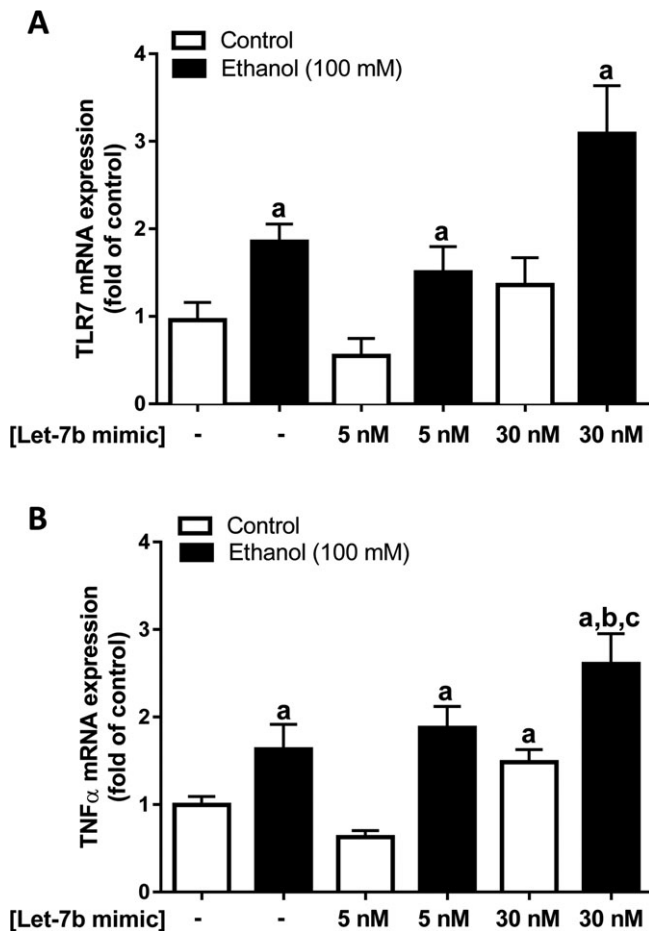 A
Control
Ethanol (100 mM)
TLR7 mRNA expression
(fold of control)
4
3
2
1
0
a
a
a
[Let-7b mimic] - - 5 nM 5 nM 30 nM 30 nM
B
Control
Ethanol (100 mM)
TNFα mRNA expression
(fold of control)
4
3
2
1
0
a
a
a
a,b,c
[Let-7b mimic] - - 5 nM 5 nM 30 nM 30 nM